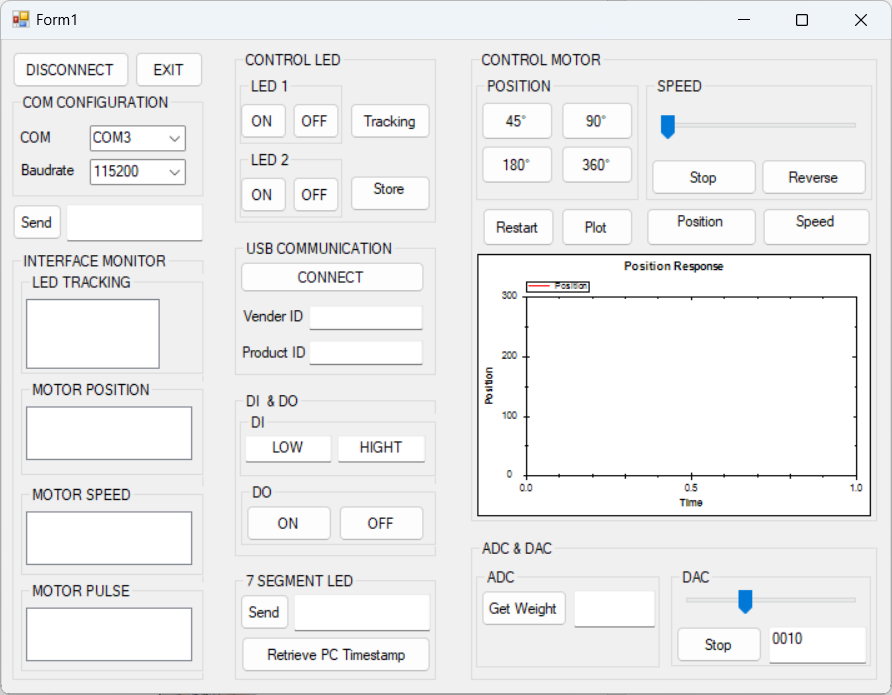 Form1
DISCONNECT
EXIT
COM CONFIGURATION
COM
COM3
Baudrate
115200
Send
INTERFACE MONITOR
LED TRACKING
MOTOR POSITION
MOTOR SPEED
MOTOR PULSE
CONTROL LED
LED 1
ON
OFF
Tracking
LED 2
ON
OFF
Store
USB COMMUNICATION
CONNECT
Vender ID
Product ID
DI & DO
DI
LOW
HIGHT
DO
ON
OFF
7 SEGMENT LED
Send
Retrieve PC Timestamp
CONTROL MOTOR
POSITION
45°
90°
180°
360°
SPEED
Stop
Reverse
Restart
Plot
Position
Speed
Position Response
Position
300
200
100
0
Position
0.0
0.5
1.0
Time
ADC & DAC
ADC
Get Weight
DAC
Stop
0010